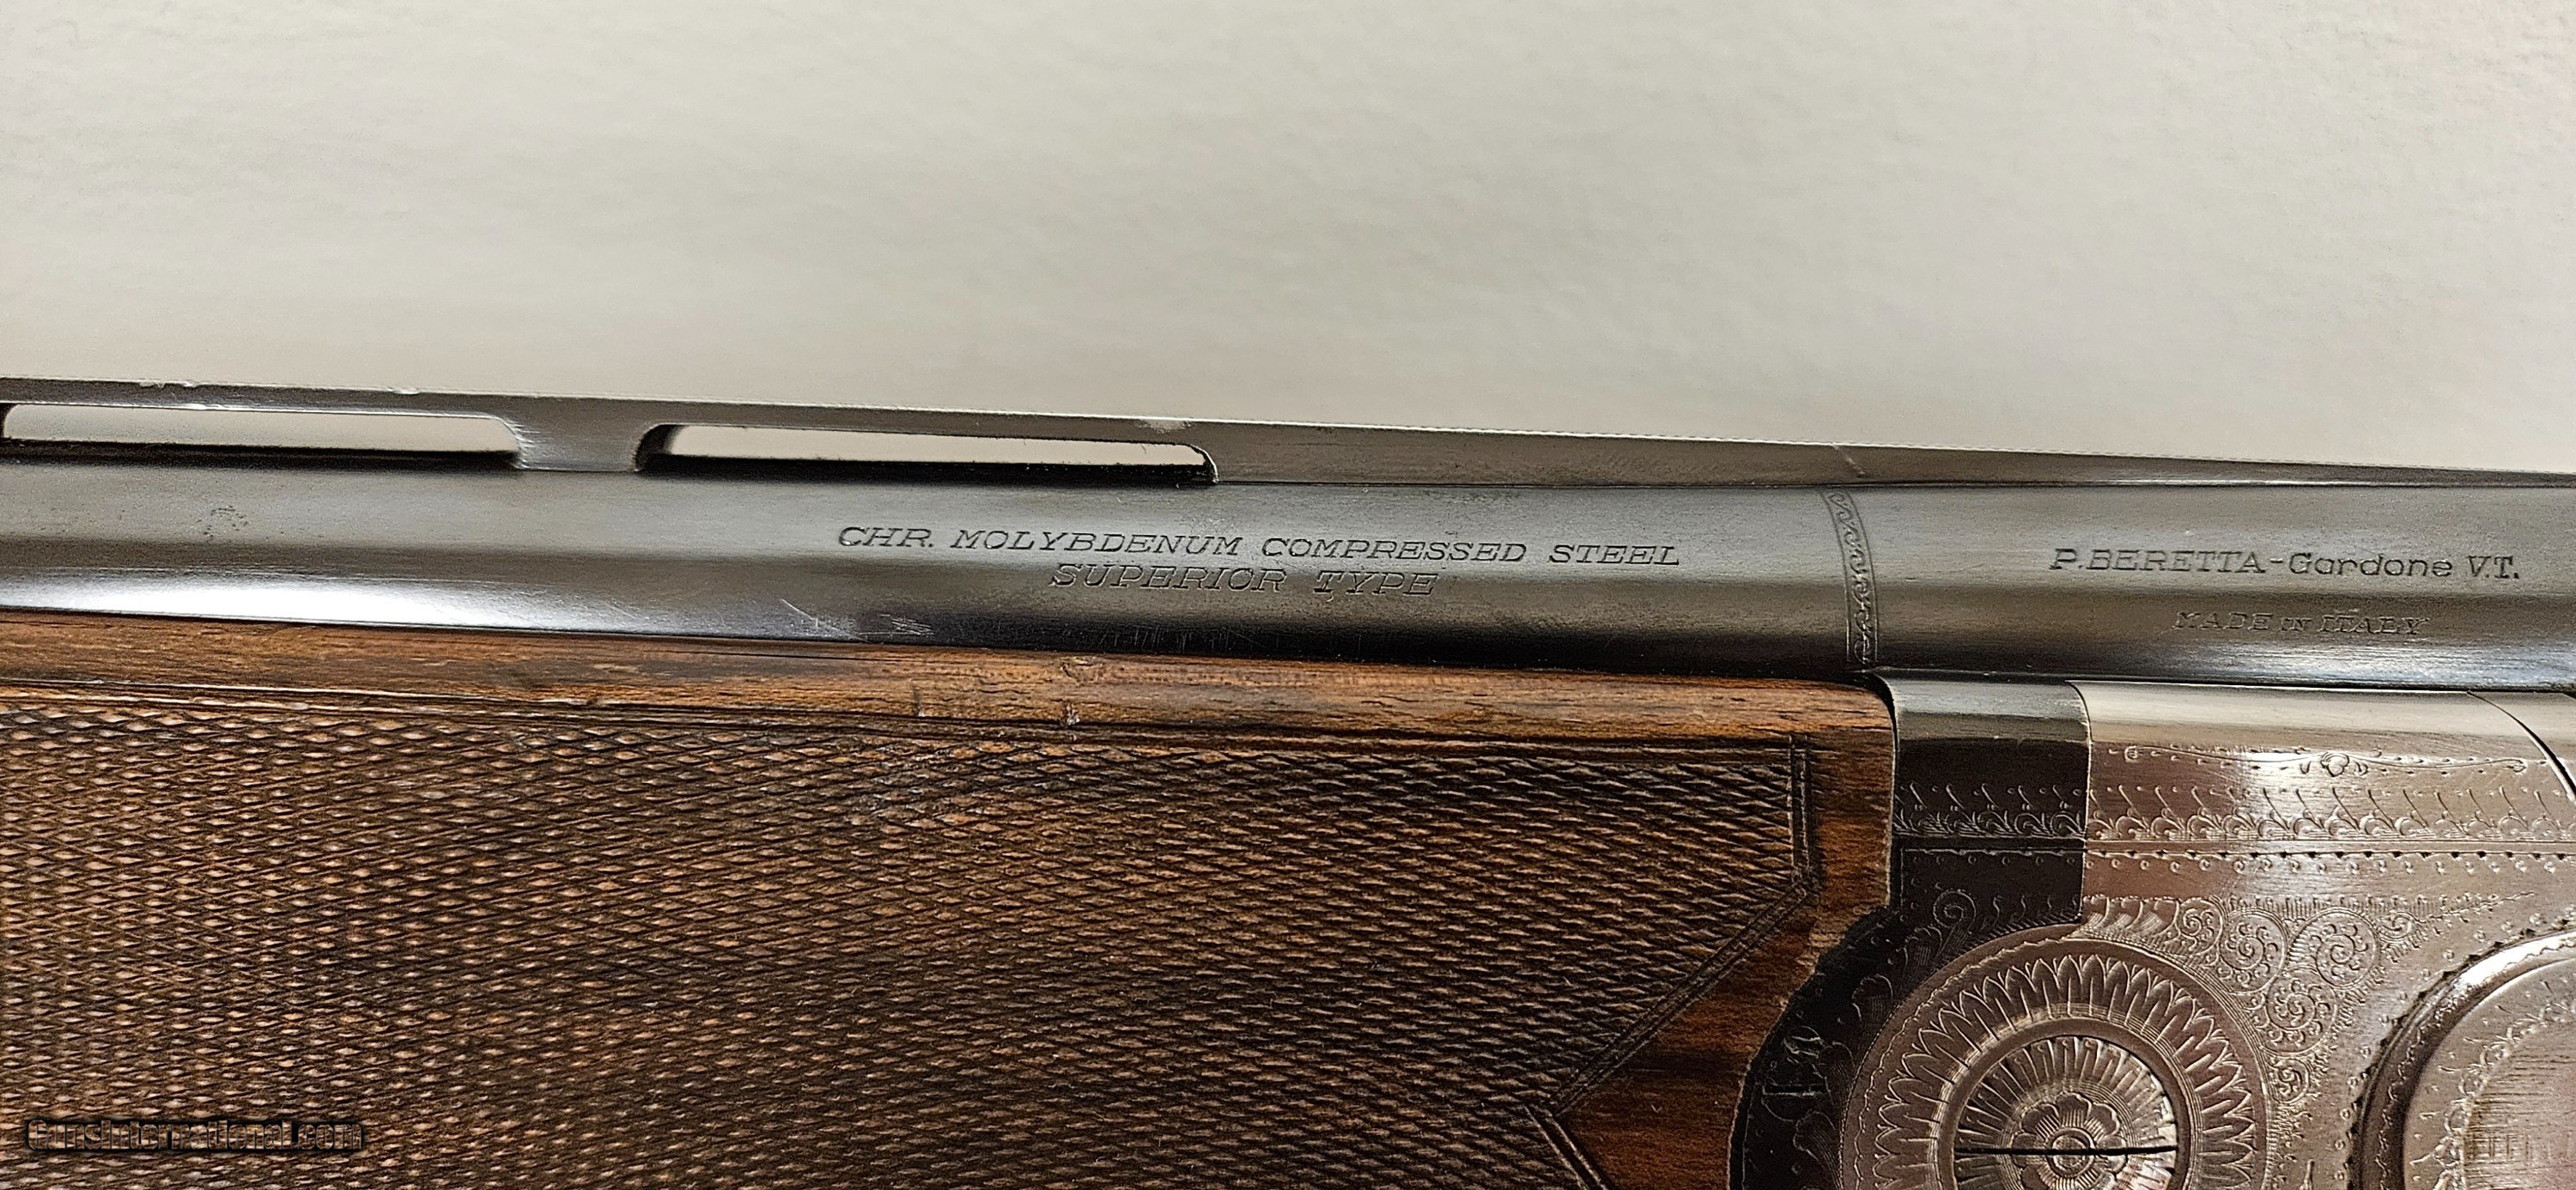 CHR. MOLYBDENUM COMPRESSED STEEL
SUPERIOR TYPE
P. BERETTA-Gardone V.T.
MADE IN ITALY
GunsInternational.com